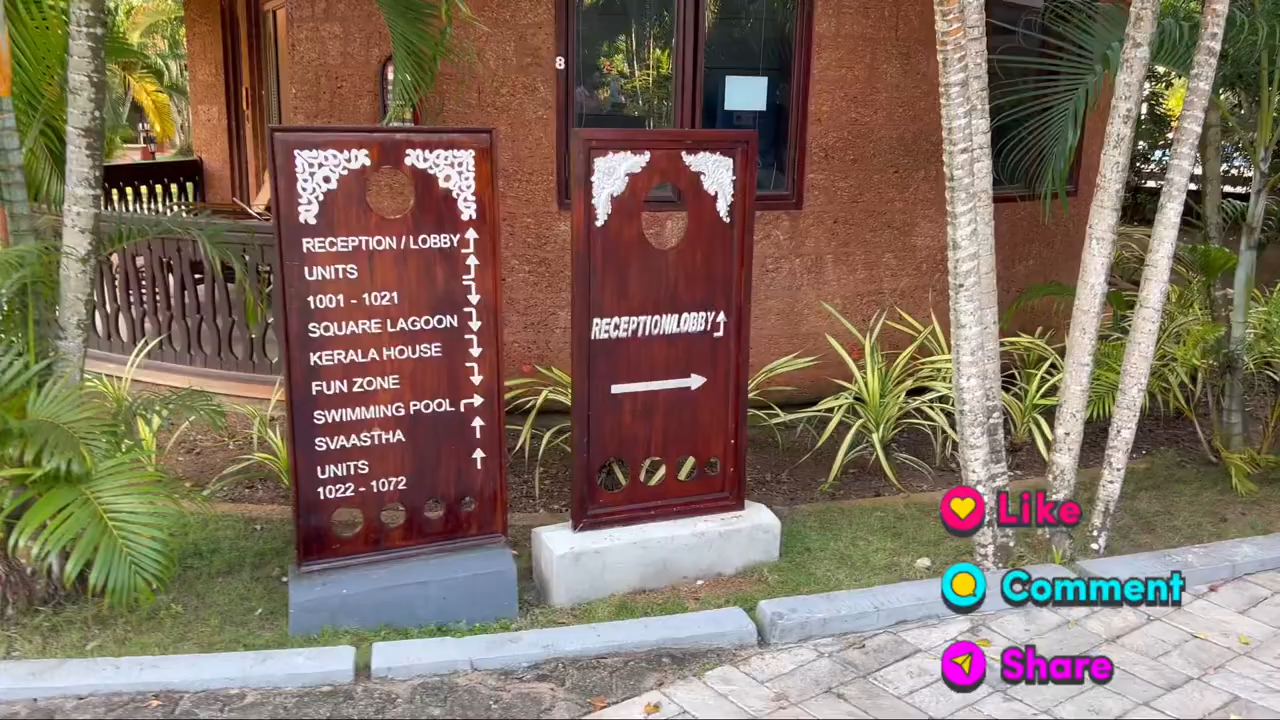 8
RECEPTION / LOBBY
UNITS
1001 - 1021
SQUARE LAGOON
KERALA HOUSE
FUN ZONE
SWIMMING POOL
SVAASTHA
UNITS
1022 - 1072
RECEPTION/LOBBY
Like
Comment
Share